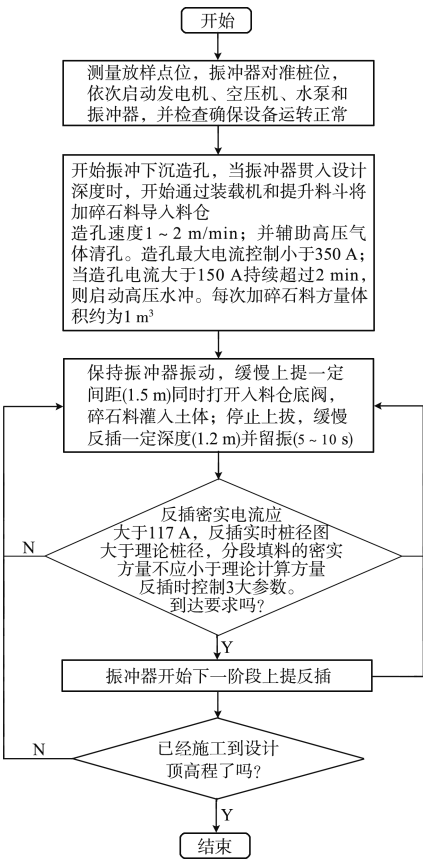 开始
测量放样点位，振冲器对准桩位，
依次启动发电机、空压机、水泵和
振冲器，并检查确保设备运转正常
开始振冲下沉造孔，当振冲器贯入设计
深度时，开始通过装载机和提升料斗将
加碎石料导入料仓
造孔速度1~2 m/min；并辅助高压气
体清孔。造孔最大电流控制小于350 A；
当造孔电流大于150 A持续超过2 min，
则启动高压水冲。每次加碎石料方量体
积约为1 m³
保持振冲器振动，缓慢上提一定
间距(1.5 m)同时打开入料仓底阀，
碎石料灌入土体；停止上拔，缓慢
反插一定深度(1.2 m)并留振(5~10 s)
反插密实电流应
大于117 A，反插实时桩径图
大于理论桩径，分段填料的密实
方量不应小于理论计算方量
反插时控制3大参数。
到达要求吗?
N
Y
振冲器开始下一阶段上提反插
已经施工到设计
顶高程了吗?
N
Y
结束